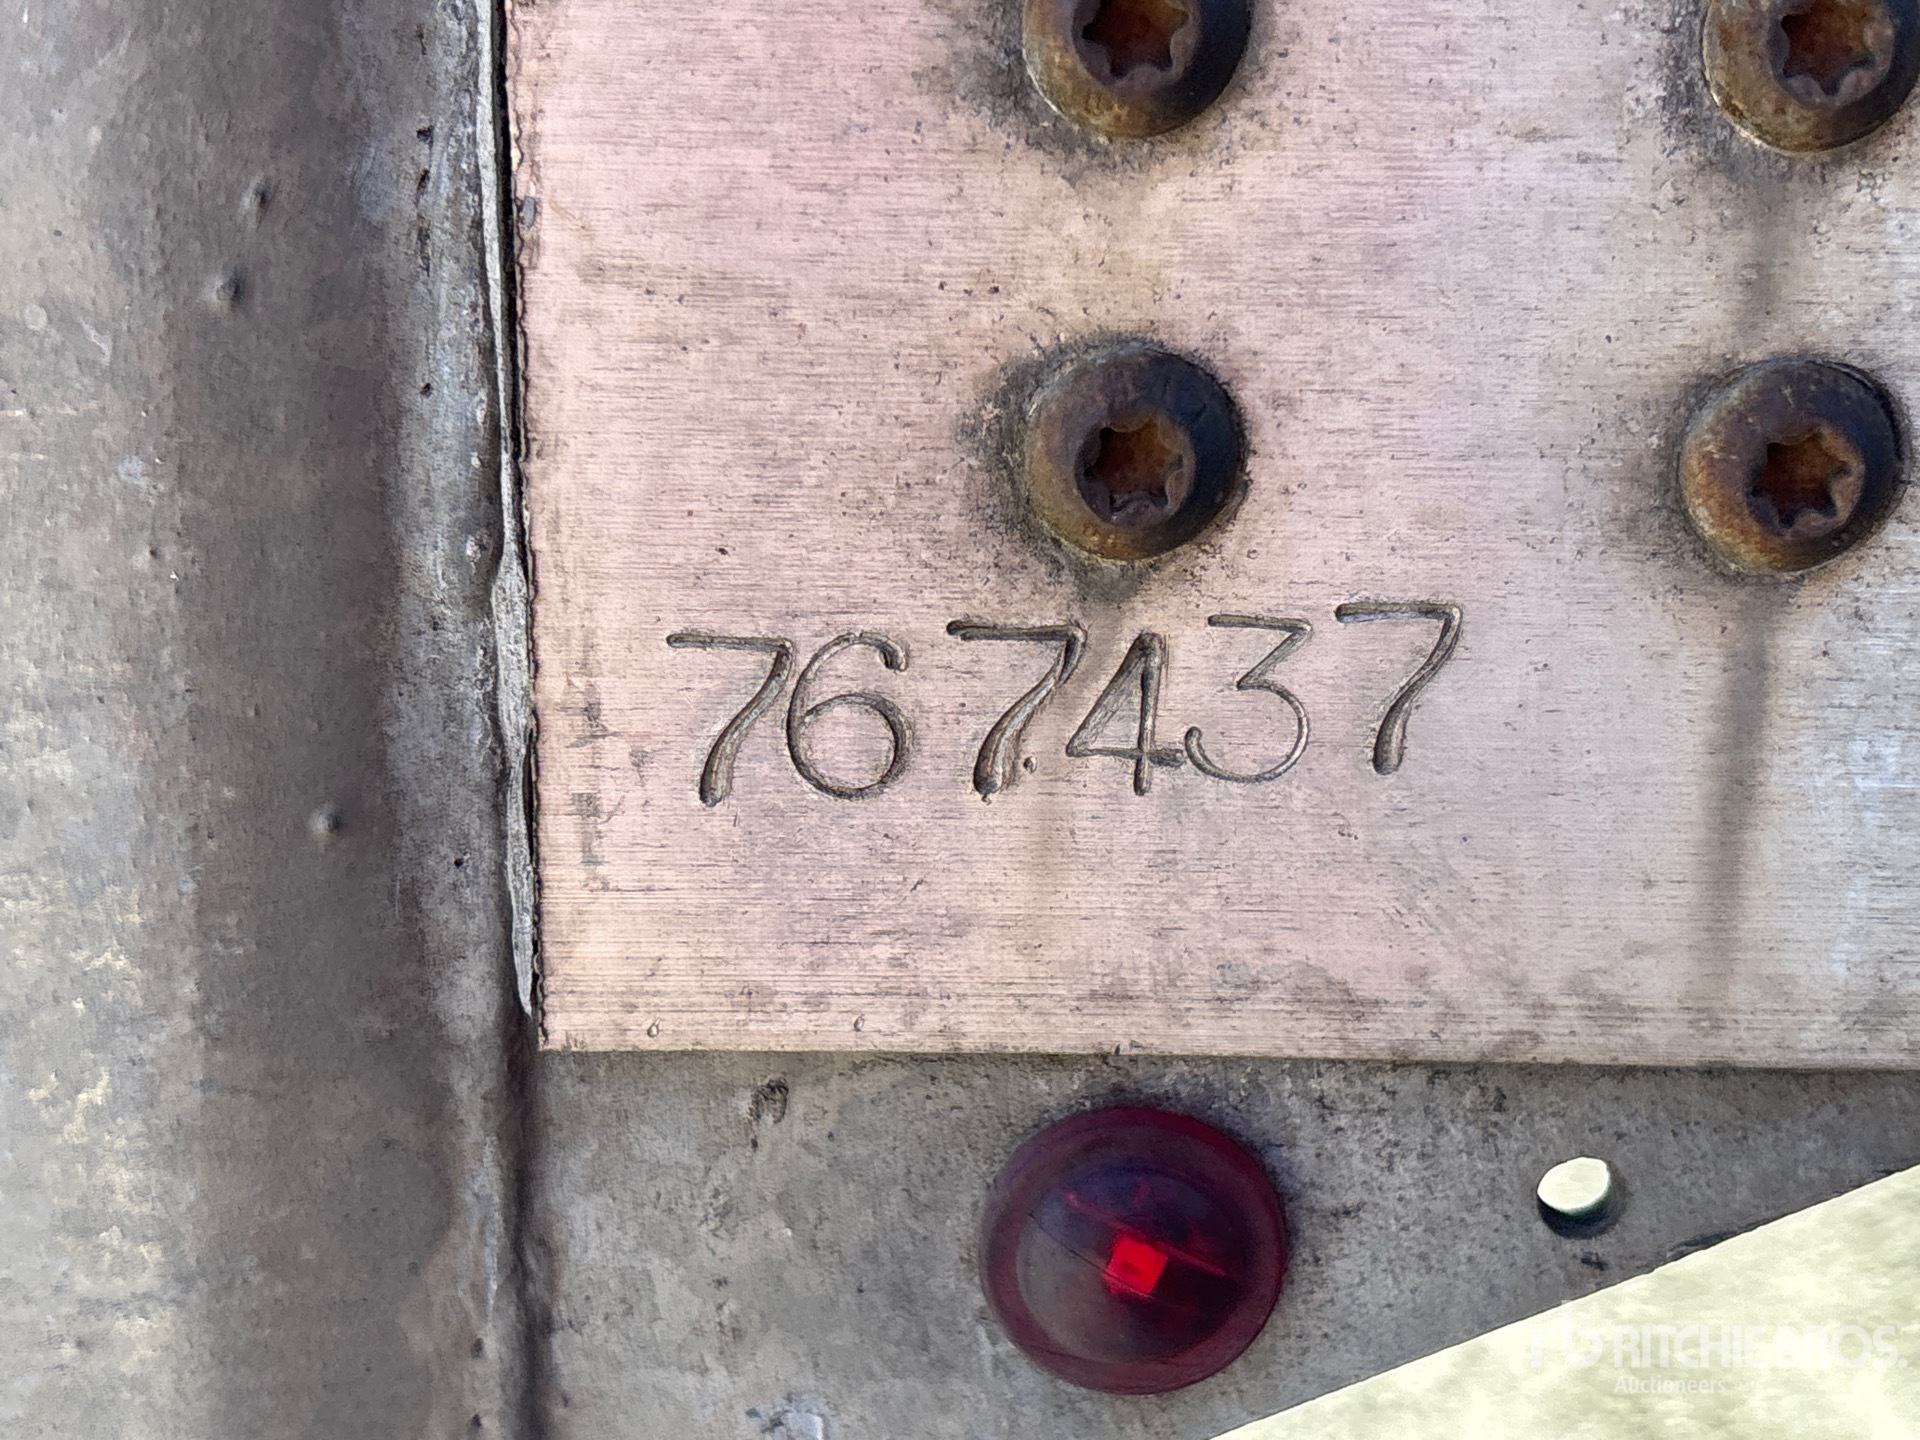 767437
RITCHIE BROS.
Auctioneers